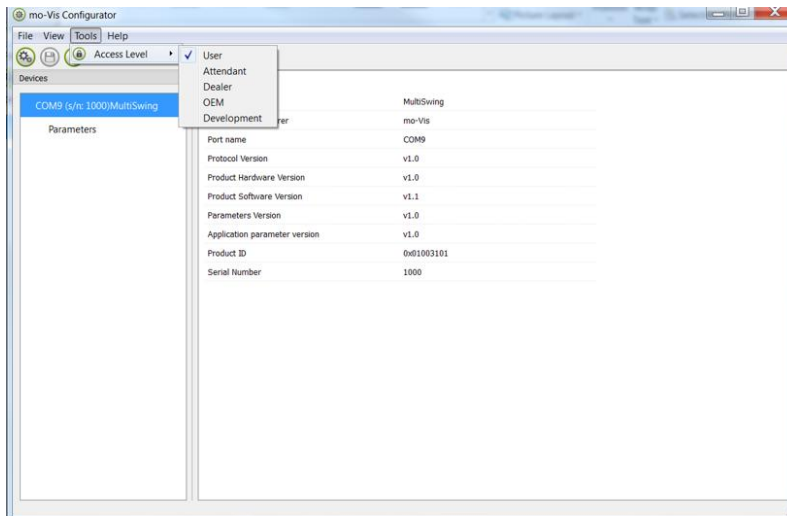 mo-Vis Configurator
File View Tools Help
Access Level
User
Attendant
Dealer
OEM
Development
Devices
COM9 (s/n: 1000)MultiSwing
Parameters
MultiSwing
rer mo-Vis
Port name COM9
Protocol Version v1.0
Product Hardware Version v1.0
Product Software Version v1.1
Parameters Version v1.0
Application parameter version v1.0
Product ID 0x01003101
Serial Number 1000